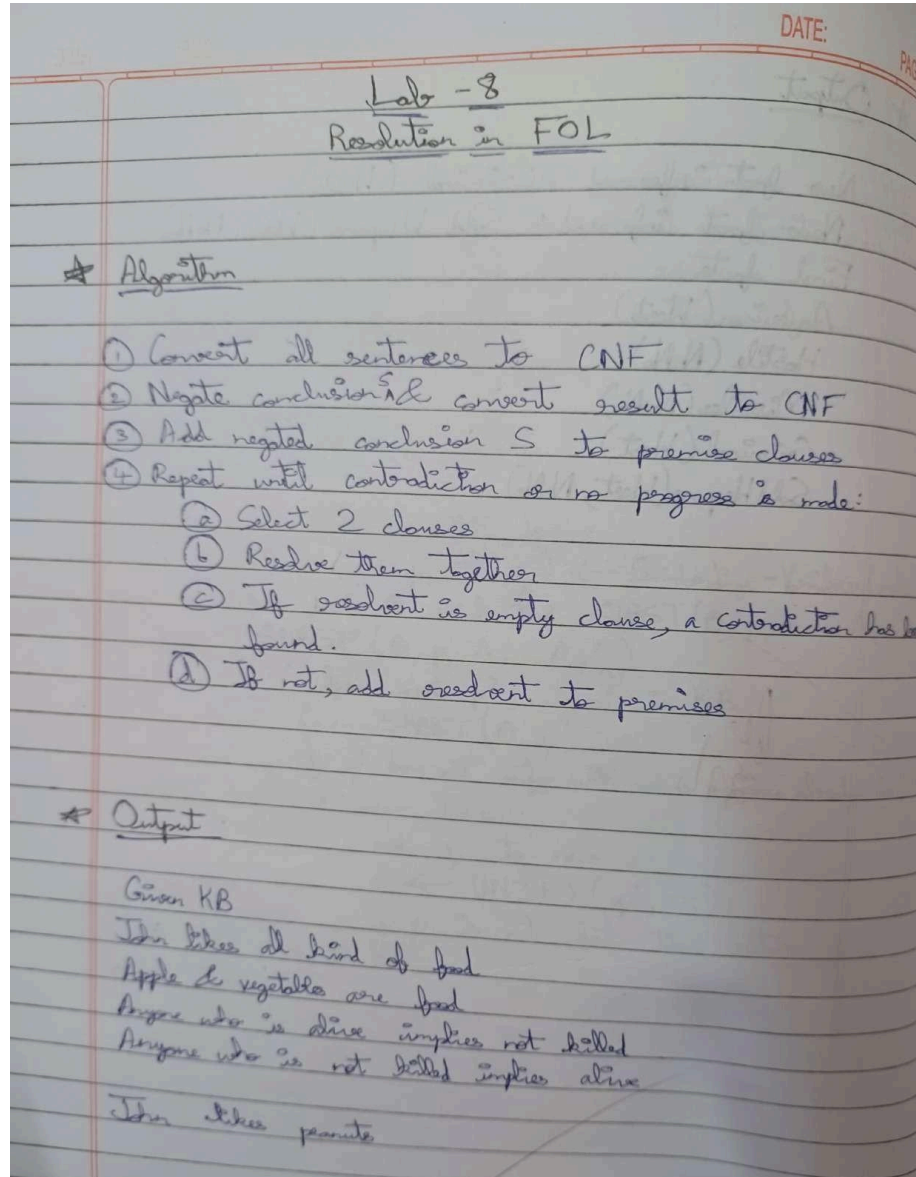 DATE:
PAG
Lab - 8
Resolution in FOL
Algorithm
① Convert all sentences to CNF
② Negate conclusion S & convert result to CNF
③ Add negated conclusion S to premise clauses
④ Repeat until contradiction or no progress is made:
ⓐ Select 2 clauses
ⓑ Resolve them together
ⓒ If resolvent is empty clause, a contradiction has
found.
ⓓ If not, add resolvent to premises
Output
Given KB
John likes all kind of food
Apple & vegetables are food
Anyone who is alive implies not killed
Anyone who is not killed implies alive
John likes peanuts